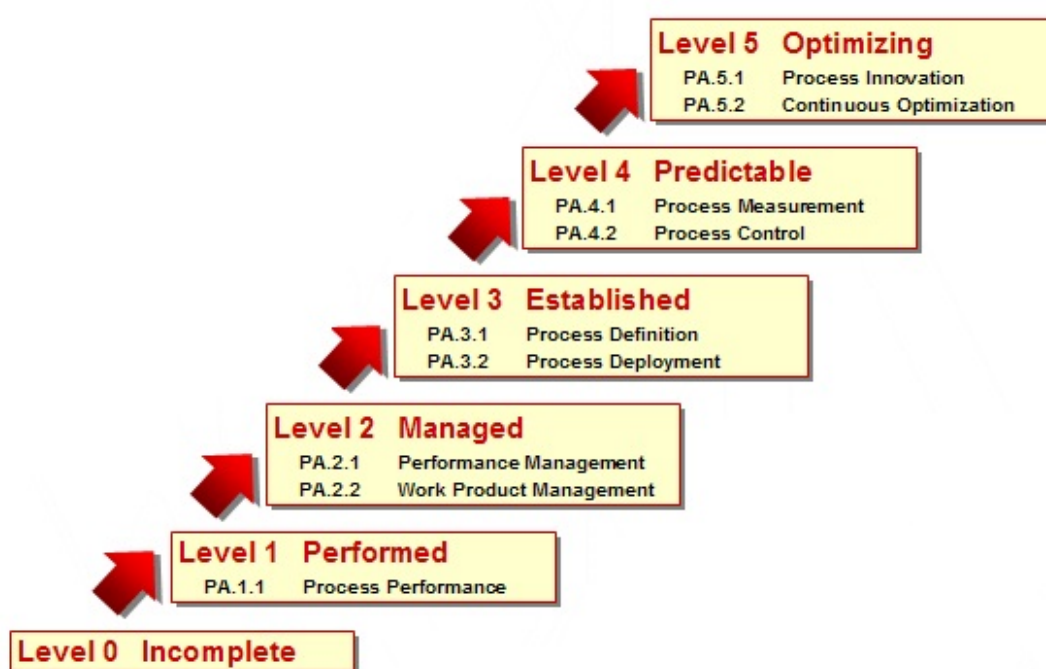 Level 5 Optimizing
PA.5.1 Process Innovation
PA.5.2 Continuous Optimization
Level 4 Predictable
PA.4.1 Process Measurement
PA.4.2 Process Control
Level 3 Established
PA.3.1 Process Definition
PA.3.2 Process Deployment
Level 2 Managed
PA.2.1 Performance Management
PA.2.2 Work Product Management
Level 1 Performed
PA.1.1 Process Performance
Level 0 Incomplete